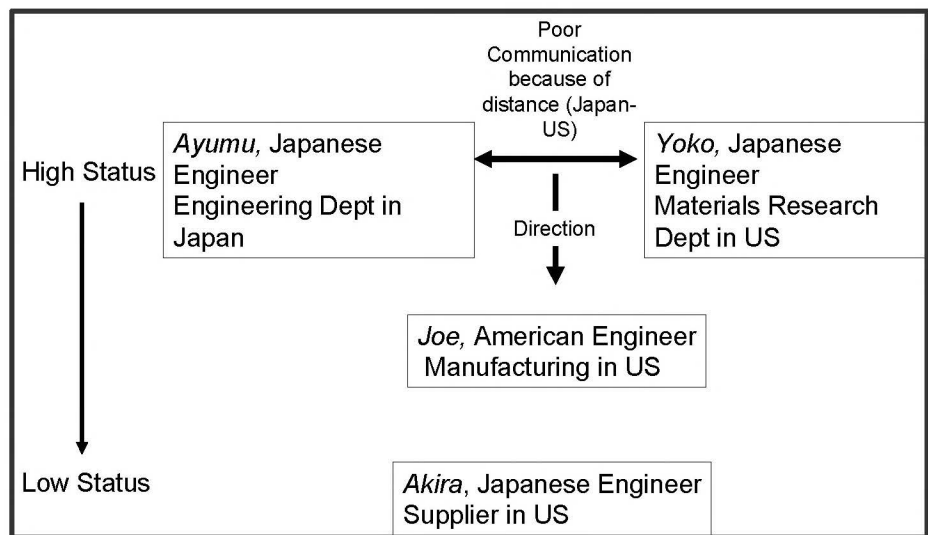 Poor
Communication
because of
distance (Japan-
US)
High Status
Ayumu, Japanese
Engineer
Engineering Dept in
Japan
Yoko, Japanese
Engineer
Materials Research
Dept in US
Direction
Joe, American Engineer
Manufacturing in US
Low Status
Akira, Japanese Engineer
Supplier in US